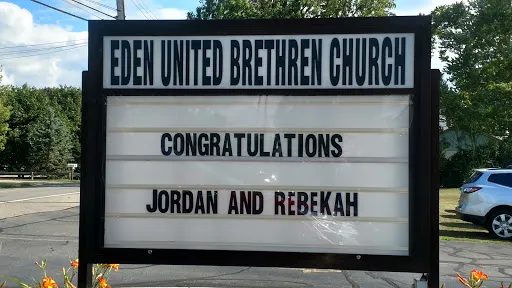 EDEN UNITED BRETHREN CHURCH
CONGRATULATIONS
JORDAN AND REBEKAH